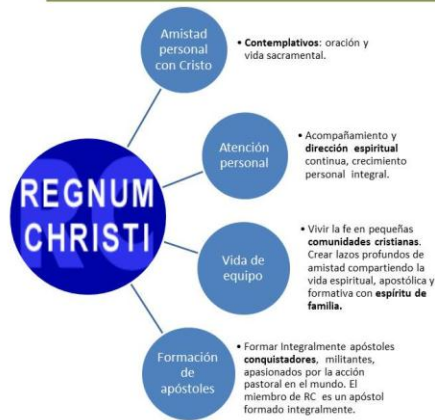 Amistad
personal
con Cristo
• Contemplativos: oración y
vida sacramental.
Atención
personal
• Acompañamiento y
dirección espiritual
continua, crecimiento
personal integral.
RC
REGNUM
CHRISTI
Vida de
equipo
• Vivir la fe en pequeñas
comunidades cristianas.
Crear lazos profundos de
amistad compartiendo la
vida espiritual, apostólica y
formativa con espíritu de
familia.
Formación
de
apóstoles
• Formar Integralmente apóstoles
conquistadores, militantes,
apasionados por la acción
pastoral en el mundo. El
miembro de RC es un apóstol
formado integralmente.